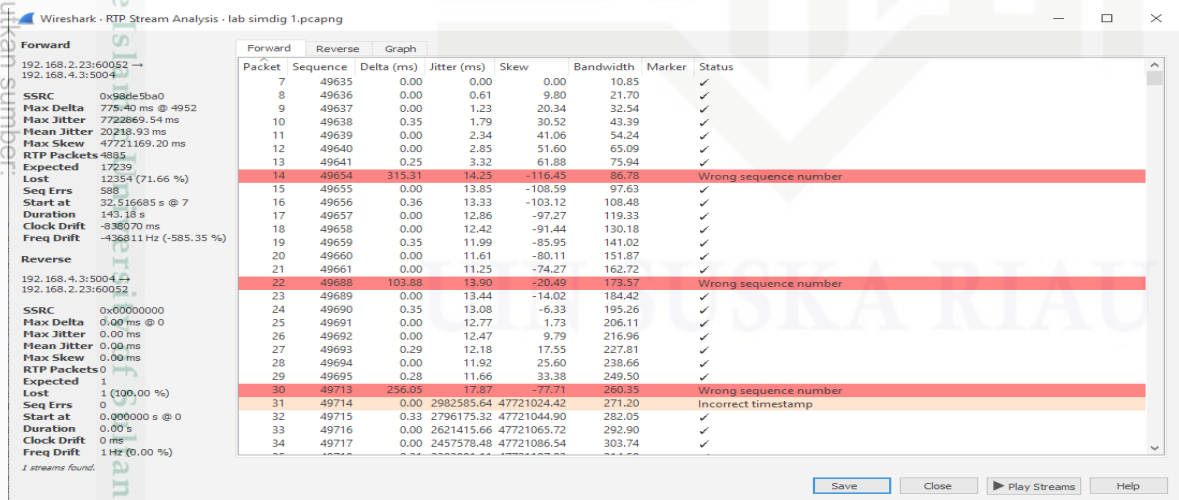 Wireshark - RTP Stream Analysis - lab simdig 1.pcapng
Forward
192.168.2.23:60052 →
192.168.4.3:5004
SSRC 0x98de5ba0
Max Delta 775.40 ms @ 4952
Max Jitter 7722869.54 ms
Mean Jitter 20218.93 ms
Max Skew 47721169.20 ms
RTP Packets 4885
Expected 17239
Lost 12354 (71.66 %)
Seq Errs 588
Start at 32.516685 s @ 7
Duration 143.18 s
Clock Drift -838070 ms
Freq Drift -436811 Hz (-585.35 %)
Reverse
192.168.4.3:5004 →
192.168.2.23:60052
SSRC 0x00000000
Max Delta 0.00 ms @ 0
Max Jitter 0.00 ms
Mean Jitter 0.00 ms
Max Skew 0.00 ms
RTP Packets 0
Expected 1
Lost 1 (100.00 %)
Seq Errs 0
Start at 0.000000 s @ 0
Duration 0.00 s
Clock Drift 0 ms
Freq Drift 1 Hz (0.00 %)
1 streams found.
Forward Reverse Graph
Packet Sequence Delta (ms) Jitter (ms) Skew Bandwidth Marker Status
7 49635 0.00 0.00 0.00 10.85 ✓
8 49636 0.00 0.61 9.80 21.70 ✓
9 49637 0.00 1.23 20.34 32.54 ✓
10 49638 0.35 1.79 30.52 43.39 ✓
11 49639 0.00 2.34 41.06 54.24 ✓
12 49640 0.00 2.85 51.60 65.09 ✓
13 49641 0.25 3.32 61.88 75.94 ✓
14 49654 315.31 14.25 -116.45 86.78 Wrong sequence number
15 49655 0.00 13.85 -108.59 97.63 ✓
16 49656 0.36 13.33 -103.12 108.48 ✓
17 49657 0.00 12.86 -97.27 119.33 ✓
18 49658 0.00 12.42 -91.44 130.18 ✓
19 49659 0.35 11.99 -85.95 141.02 ✓
20 49660 0.00 11.61 -80.11 151.87 ✓
21 49661 0.00 11.25 -74.27 162.72 ✓
22 49688 103.88 13.90 -20.49 173.57 Wrong sequence number
23 49689 0.00 13.44 -14.02 184.42 ✓
24 49690 0.35 13.08 -6.33 195.26 ✓
25 49691 0.00 12.77 1.73 206.11 ✓
26 49692 0.00 12.47 9.79 216.96 ✓
27 49693 0.29 12.18 17.55 227.81 ✓
28 49694 0.00 11.92 25.60 238.66 ✓
29 49695 0.28 11.66 33.38 249.50 ✓
30 49713 256.05 17.87 -77.71 260.35 Wrong sequence number
31 49714 0.00 2982585.64 47721024.42 271.20 Incorrect timestamp
32 49715 0.33 2796175.32 47721044.90 282.05 ✓
33 49716 0.00 2621415.66 47721065.72 292.90 ✓
34 49717 0.00 2457578.48 47721086.54 303.74 ✓
Save Close Play Streams Help
UIN SUSKA RIAU
utkan sumber.